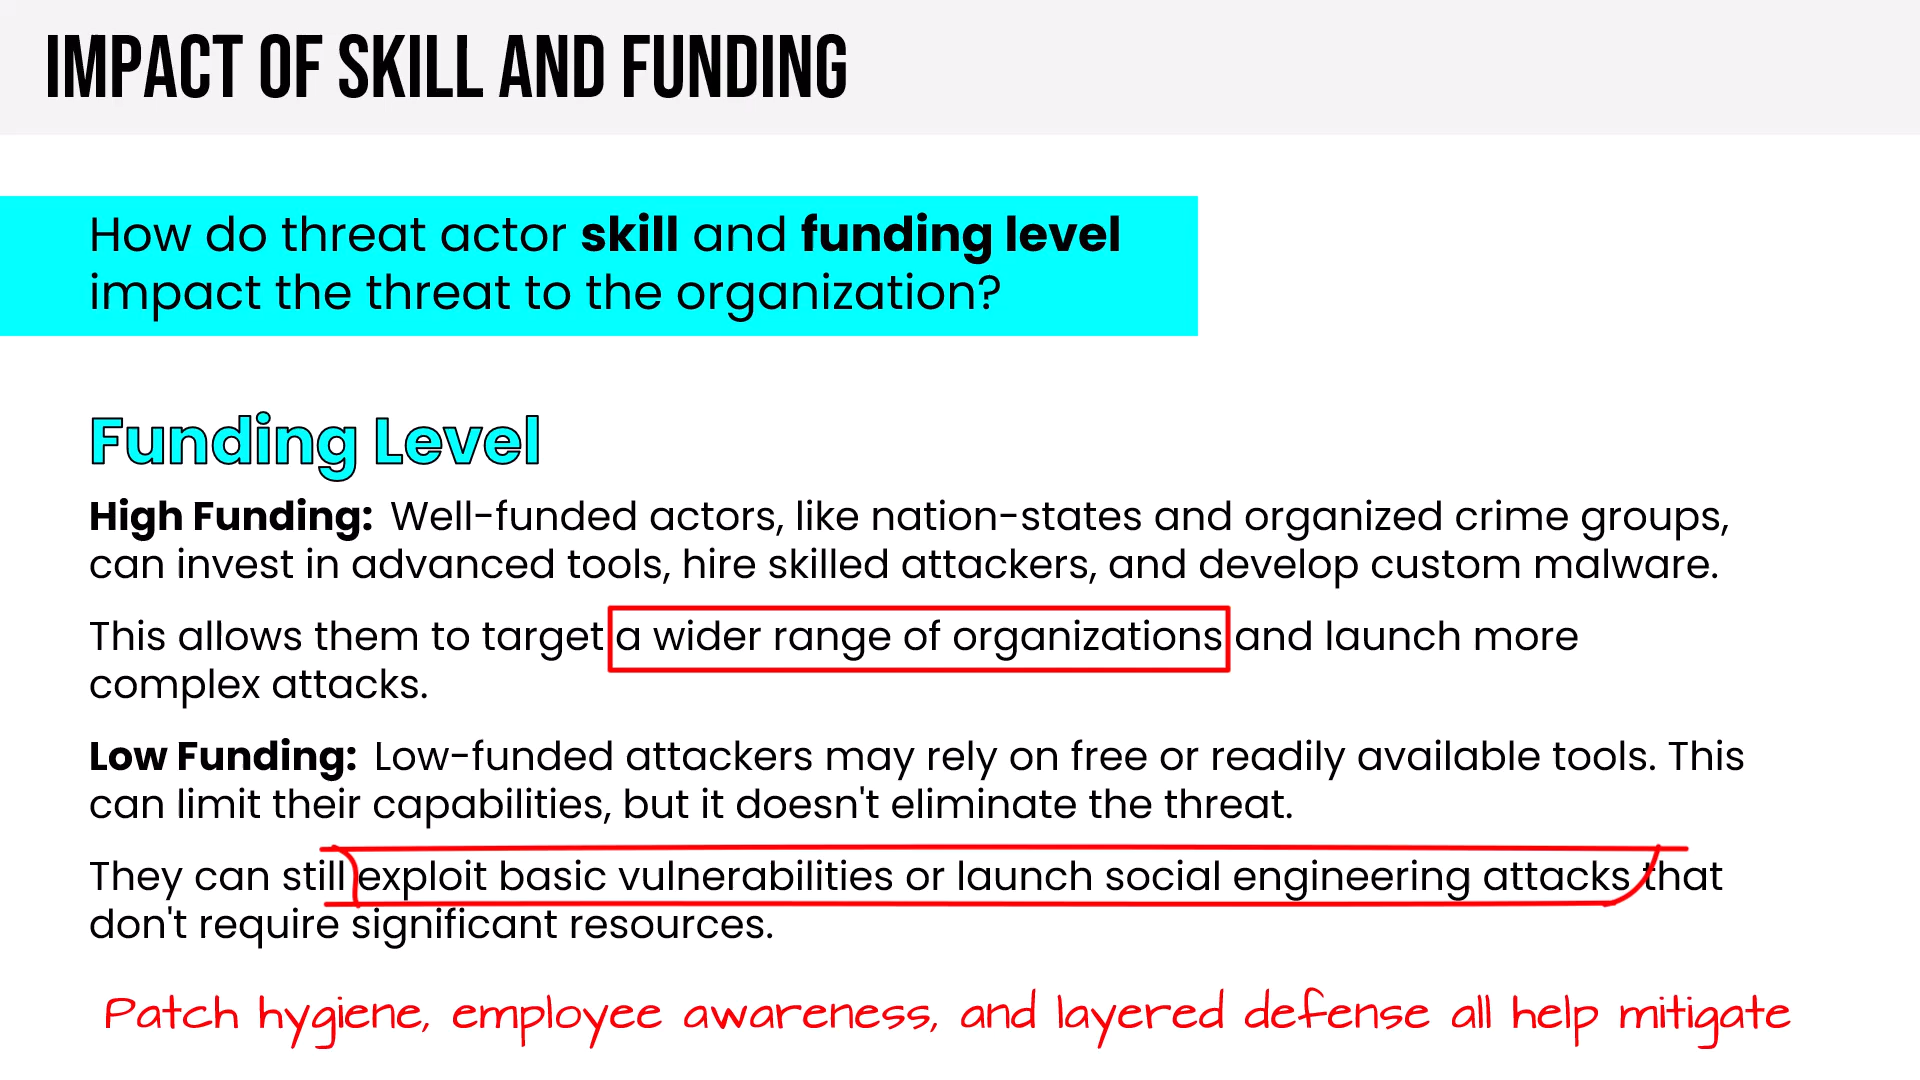 IMPACT OF SKILL AND FUNDING
How do threat actor skill and funding level
impact the threat to the organization?
Funding Level
High Funding: Well-funded actors, like nation-states and organized crime groups,
can invest in advanced tools, hire skilled attackers, and develop custom malware.
This allows them to target a wider range of organizations and launch more
complex attacks.
Low Funding: Low-funded attackers may rely on free or readily available tools. This
can limit their capabilities, but it doesn't eliminate the threat.
They can still exploit basic vulnerabilities or launch social engineering attacks that
don't require significant resources.
Patch hygiene, employee awareness, and layered defense all help mitigate